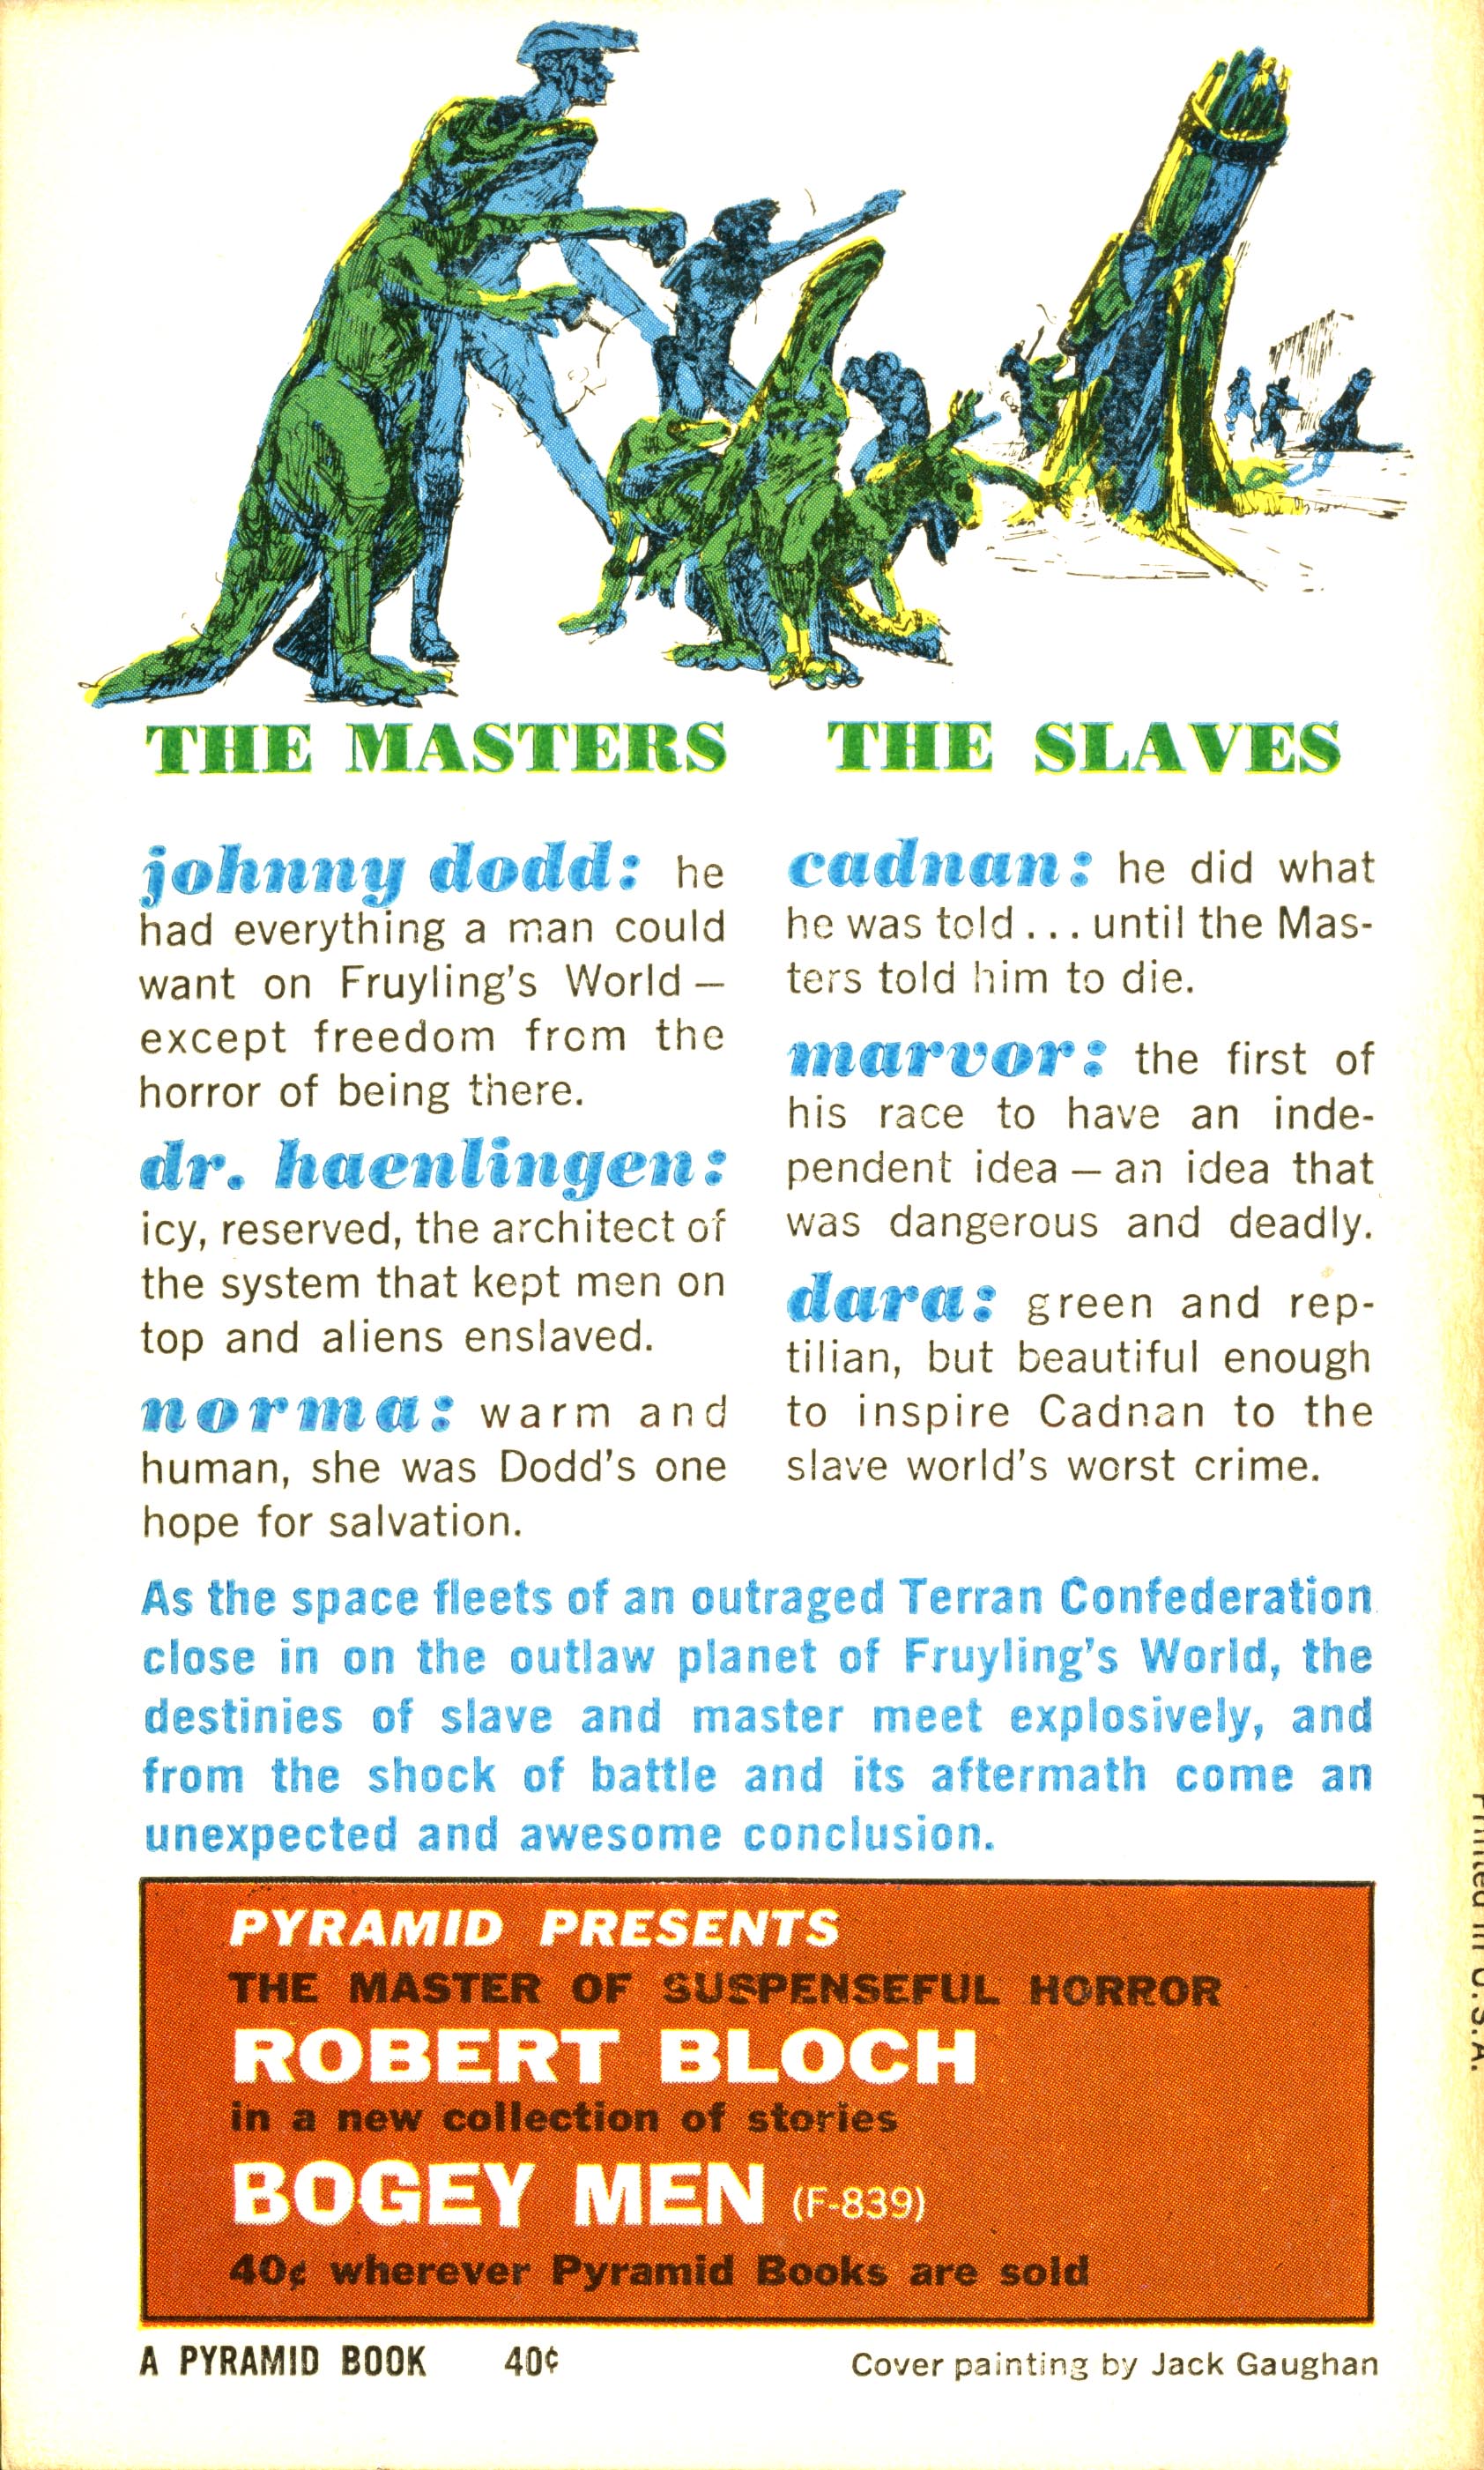 THE MASTERS
johnny dodd: he
had everything a man could
want on Fruyling's World —
except freedom from the
horror of being there.
dr. haenlingen:
icy, reserved, the architect of
the system that kept men on
top and aliens enslaved.
norma: warm and
human, she was Dodd's one
hope for salvation.
THE SLAVES
cadnan: he did what
he was told . . . until the Mas-
ters told him to die.
marvor: the first of
his race to have an inde-
pendent idea — an idea that
was dangerous and deadly.
dara: green and rep-
tilian, but beautiful enough
to inspire Cadnan to the
slave world's worst crime.
As the space fleets of an outraged Terran Confederation
close in on the outlaw planet of Fruyling's World, the
destinies of slave and master meet explosively, and
from the shock of battle and its aftermath come an
unexpected and awesome conclusion.
PYRAMID PRESENTS
THE MASTER OF SUSPENSEFUL HORROR
ROBERT BLOCH
in a new collection of stories
BOGEY MEN (F-839)
40¢ wherever Pyramid Books are sold
A PYRAMID BOOK 40¢
Cover painting by Jack Gaughan
Printed in U.S.A.